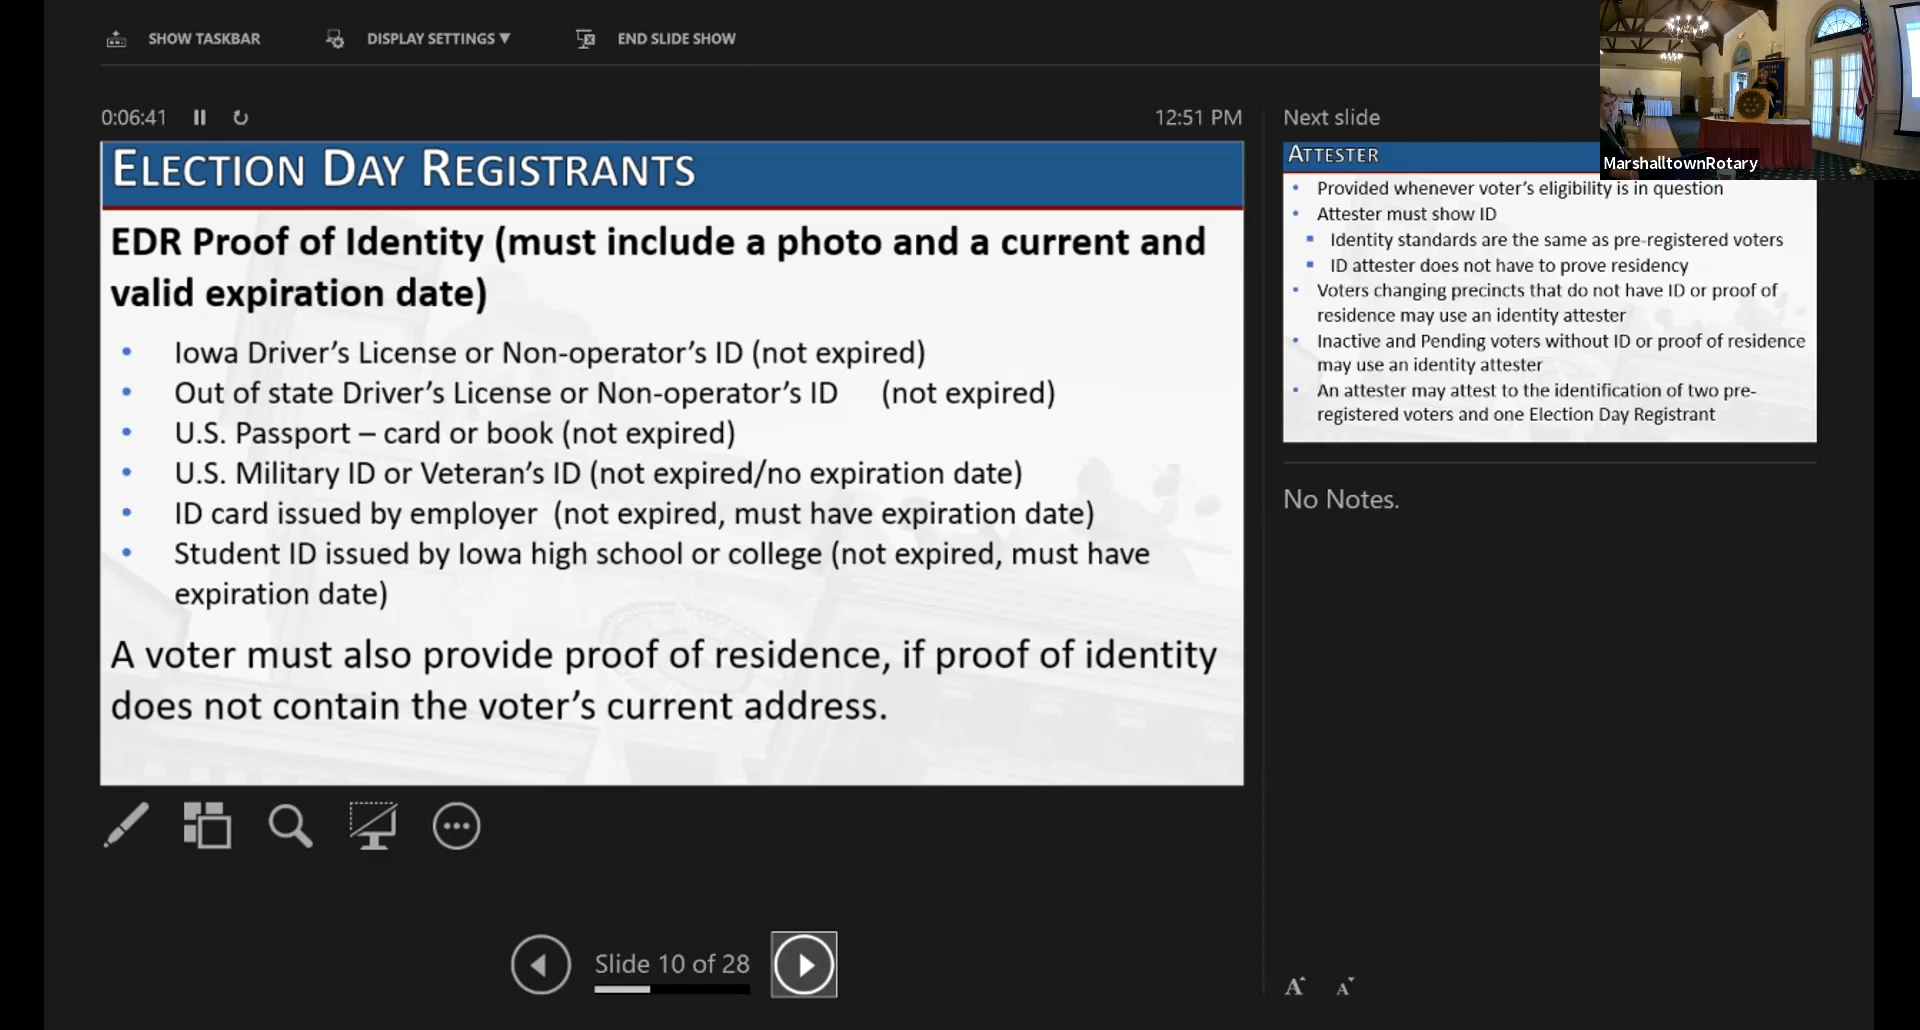 SHOW TASKBAR
DISPLAY SETTINGS ▼
END SLIDE SHOW
0:06:41
12:51 PM
ELECTION DAY REGISTRANTS
EDR Proof of Identity (must include a photo and a current and
valid expiration date)
• Iowa Driver’s License or Non-operator’s ID (not expired)
• Out of state Driver’s License or Non-operator’s ID (not expired)
• U.S. Passport – card or book (not expired)
• U.S. Military ID or Veteran’s ID (not expired/no expiration date)
• ID card issued by employer (not expired, must have expiration date)
• Student ID issued by Iowa high school or college (not expired, must have
expiration date)
A voter must also provide proof of residence, if proof of identity
does not contain the voter’s current address.
Slide 10 of 28
Next slide
MarshalltownRotary
ATTESTER
• Provided whenever voter’s eligibility is in question
• Attester must show ID
▪ Identity standards are the same as pre-registered voters
▪ ID attester does not have to prove residency
• Voters changing precincts that do not have ID or proof of
residence may use an identity attester
• Inactive and Pending voters without ID or proof of residence
may use an identity attester
• An attester may attest to the identification of two pre-
registered voters and one Election Day Registrant
No Notes.
A A